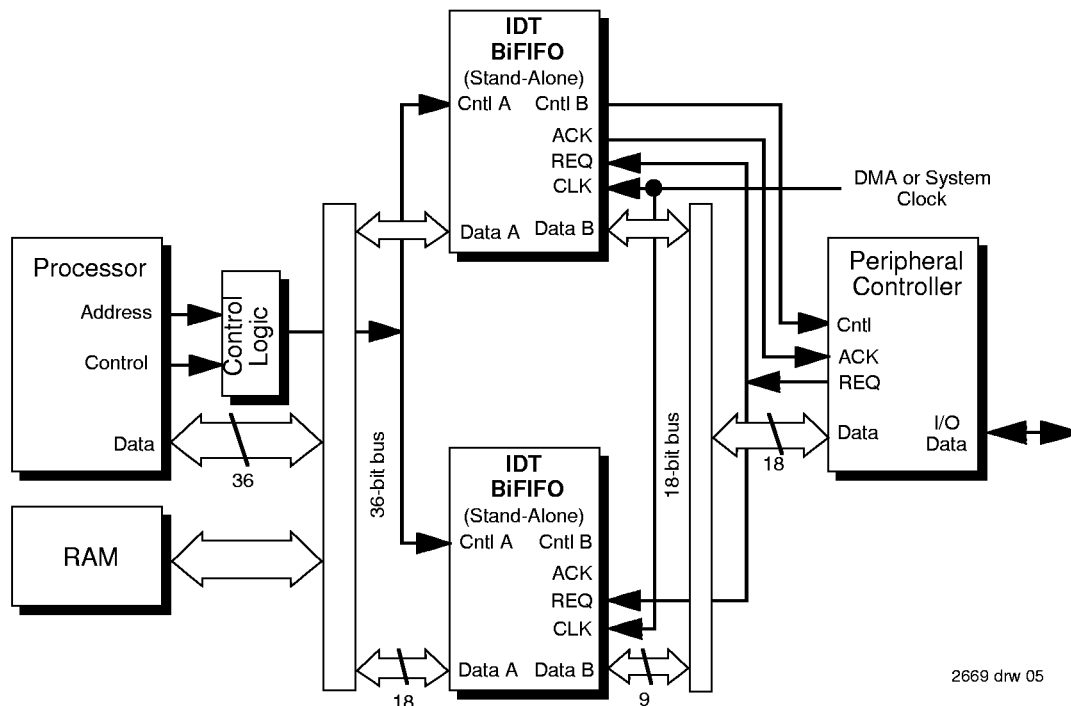 IDT
BiFIFO
(Stand-Alone)
Cntl A
Cntl B
ACK
REQ
CLK
Data A
Data B
DMA or System
Clock
Processor
Address
Control
Data
36
Control
Logic
RAM
36-bit bus
18-bit bus
Peripheral
Controller
Cntl
ACK
REQ
Data
I/O
Data
18
IDT
BiFIFO
(Stand-Alone)
Cntl A
Cntl B
ACK
REQ
CLK
Data A
Data B
18
9
2669 drw 05